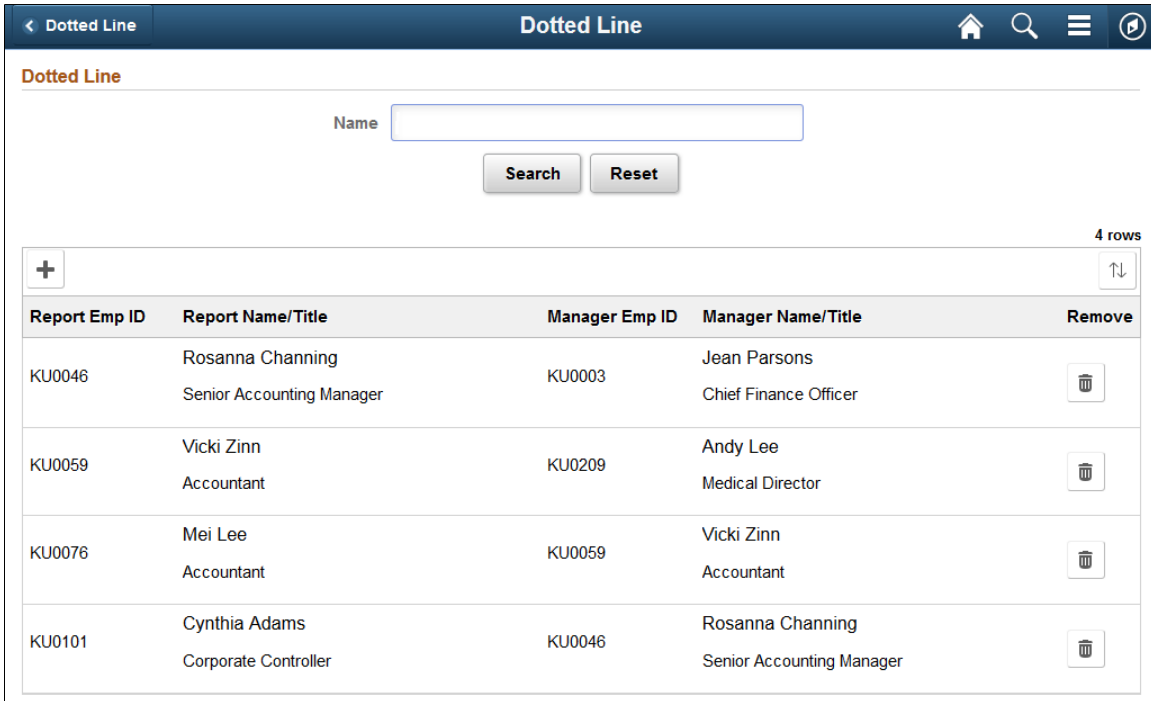 Dotted Line
Dotted Line
Dotted Line
Name
Search Reset
4 rows
Report Emp ID Report Name/Title Manager Emp ID Manager Name/Title Remove
Rosanna Channing Jean Parsons
KU0046 KU0003
Senior Accounting Manager Chief Finance Officer
Vicki Zinn Andy Lee
KU0059 KU0209
Accountant Medical Director
Mei Lee Vicki Zinn
KU0076 KU0059
Accountant Accountant
Cynthia Adams Rosanna Channing
KU0101 KU0046
Corporate Controller Senior Accounting Manager